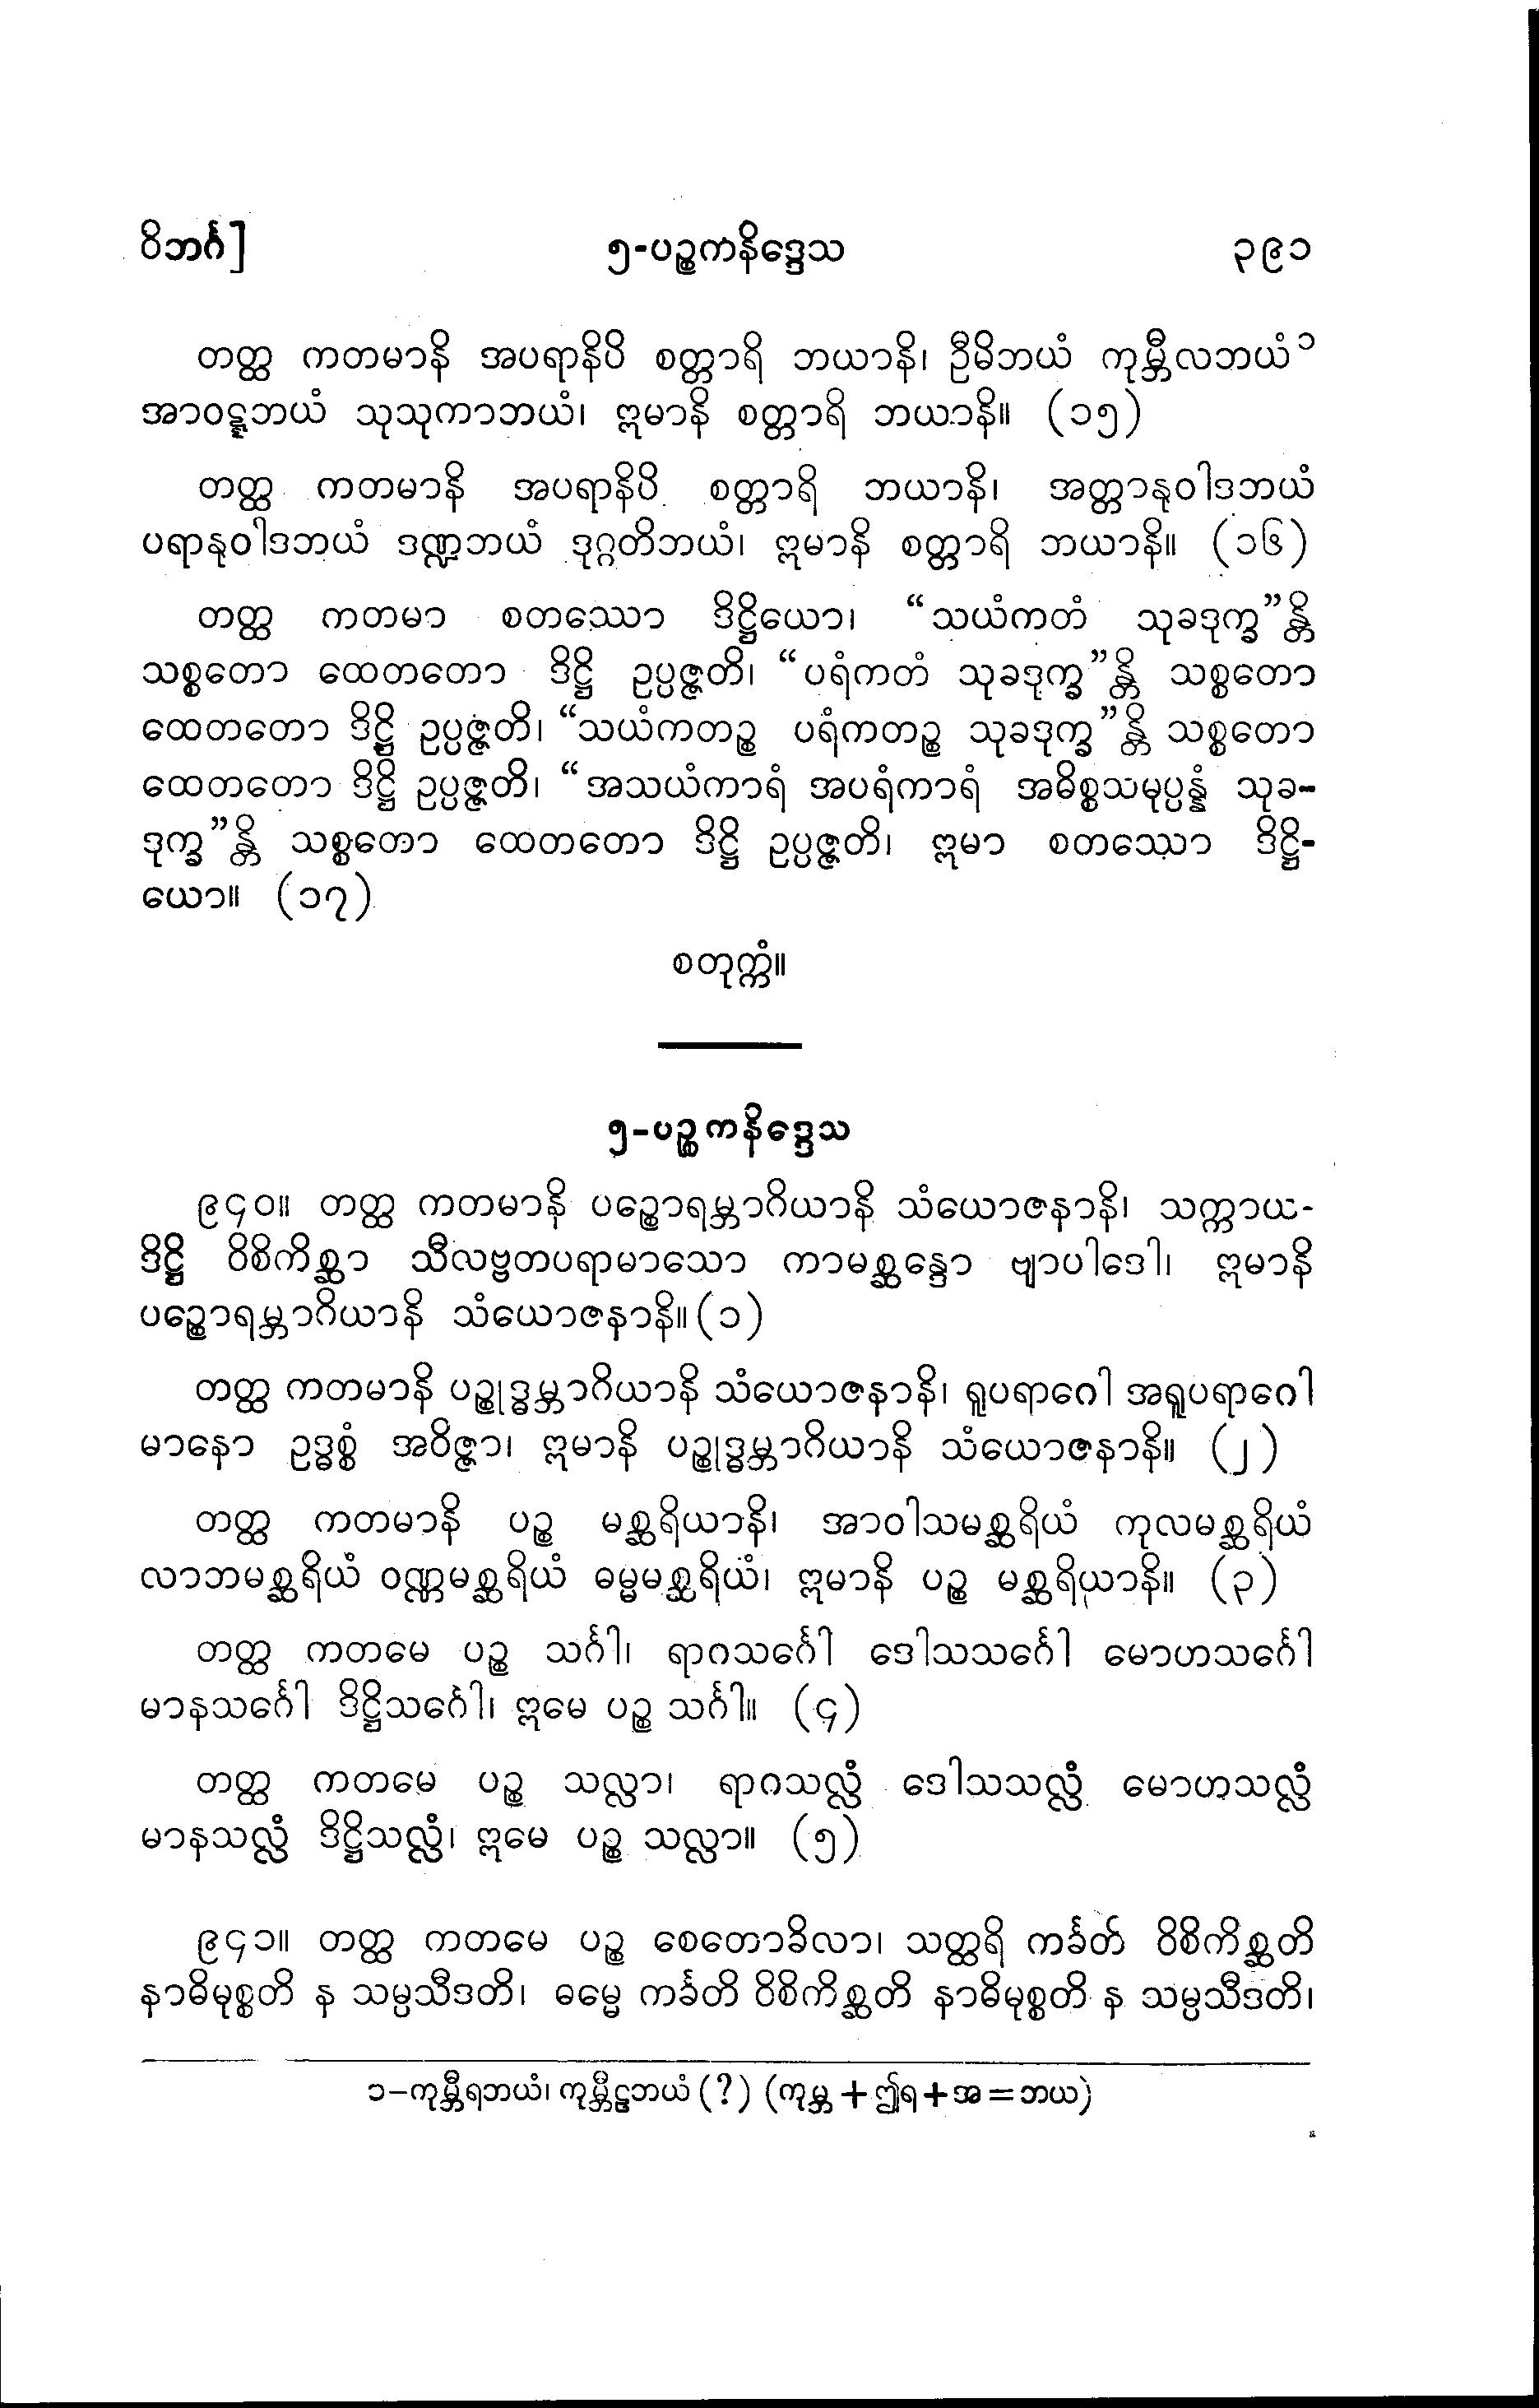 ဝိဘင်္ဂ] ၅-ပဉ္စကနိဒ္ဒေသ ၃၉၁
တတ္ထ ကတမာနိ အပရာနိပိ စတ္တာရိ ဘယာနိ၊ ဦမိဘယံ ကုမ္ဘီလဘယံ၁
အာဝဋ္ဋဘယံ သုသုကာဘယံ၊ ဣမာနိ စတ္တာရိ ဘယာနိ။ (၁၅)
တတ္ထ ကတမာနိ အပရာနိပိ စတ္တာရိ ဘယာနိ၊ အတ္တာနုဝါဒဘယံ
ပရာနုဝါဒဘယံ ဒဏ္ဍဘယံ ဒုဂ္ဂတိဘယံ၊ ဣမာနိ စတ္တာရိ ဘယာနိ။ (၁၆)
တတ္ထ ကတမာ စတဿော ဒိဋ္ဌိယော၊ “သယံကတံ သုခဒုက္ခ”န္တိ
သစ္စတော ထေတတော ဒိဋ္ဌိ ဥပ္ပဇ္ဇတိ၊ “ပရံကတံ သုခဒုက္ခ”န္တိ သစ္စတော
ထေတတော ဒိဋ္ဌိ ဥပ္ပဇ္ဇတိ၊ “သယံကတဉ္စ ပရံကတဉ္စ သုခဒုက္ခ”န္တိ သစ္စတော
ထေတတော ဒိဋ္ဌိ ဥပ္ပဇ္ဇတိ၊ “အသယံကာရံ အပရံကာရံ အဓိစ္စသမုပ္ပန္နံ သုခ-
ဒုက္ခ”န္တိ သစ္စတော ထေတတော ဒိဋ္ဌိ ဥပ္ပဇ္ဇတိ၊ ဣမာ စတဿော ဒိဋ္ဌိ-
ယော။ (၁၇)
စတုက္ကံ။
၅-ပဉ္စကနိဒ္ဒေသ
၉၄၀။ တတ္ထ ကတမာနိ ပဉ္စောရမ္ဘာဂိယာနိ သံယောဇနာနိ၊ သက္ကာယ-
ဒိဋ္ဌိ ဝိစိကိစ္ဆာ သီလဗ္ဗတပရာမာသော ကာမစ္ဆန္ဒော ဗျာပါဒေါ၊ ဣမာနိ
ပဉ္စောရမ္ဘာဂိယာနိ သံယောဇနာနိ။ (၁)
တတ္ထ ကတမာနိ ပဉ္စုဒ္ဓမ္ဘာဂိယာနိ သံယောဇနာနိ၊ ရူပရာဂေါ အရူပရာဂေါ
မာနော ဥဒ္ဓစ္စံ အဝိဇ္ဇာ၊ ဣမာနိ ပဉ္စုဒ္ဓမ္ဘာဂိယာနိ သံယောဇနာနိ။ (၂)
တတ္ထ ကတမာနိ ပဉ္စ မစ္ဆရိယာနိ၊ အာဝါသမစ္ဆရိယံ ကုလမစ္ဆရိယံ
လာဘမစ္ဆရိယံ ဝဏ္ဏမစ္ဆရိယံ ဓမ္မမစ္ဆရိယံ၊ ဣမာနိ ပဉ္စ မစ္ဆရိယာနိ။ (၃)
တတ္ထ ကတမေ ပဉ္စ သင်္ဂါ၊ ရာဂသင်္ဂေါ ဒေါသသင်္ဂေါ မောဟသင်္ဂေါ
မာနသင်္ဂေါ ဒိဋ္ဌိသင်္ဂေါ၊ ဣမေ ပဉ္စ သင်္ဂါ။ (၄)
တတ္ထ ကတမေ ပဉ္စ သလ္လာ၊ ရာဂသလ္လံ ဒေါသသလ္လံ မောဟသလ္လံ
မာနသလ္လံ ဒိဋ္ဌိသလ္လံ၊ ဣမေ ပဉ္စ သလ္လာ။ (၅)
၉၄၁။ တတ္ထ ကတမေ ပဉ္စ စေတောခိလာ၊ သတ္ထရိ ကင်္ခတိ ဝိစိကိစ္ဆတိ
နာဓိမုစ္စတိ န သမ္ပသီဒတိ၊ ဓမ္မေ ကင်္ခတိ ဝိစိကိစ္ဆတိ နာဓိမုစ္စတိ န သမ္ပသီဒတိ၊
၁-ကုမ္ဘီရဘယံ၊ ကုမ္ဘီဠဘယံ (?) (ကုမ္ဘ + ဤရ + အ = ဘယ)